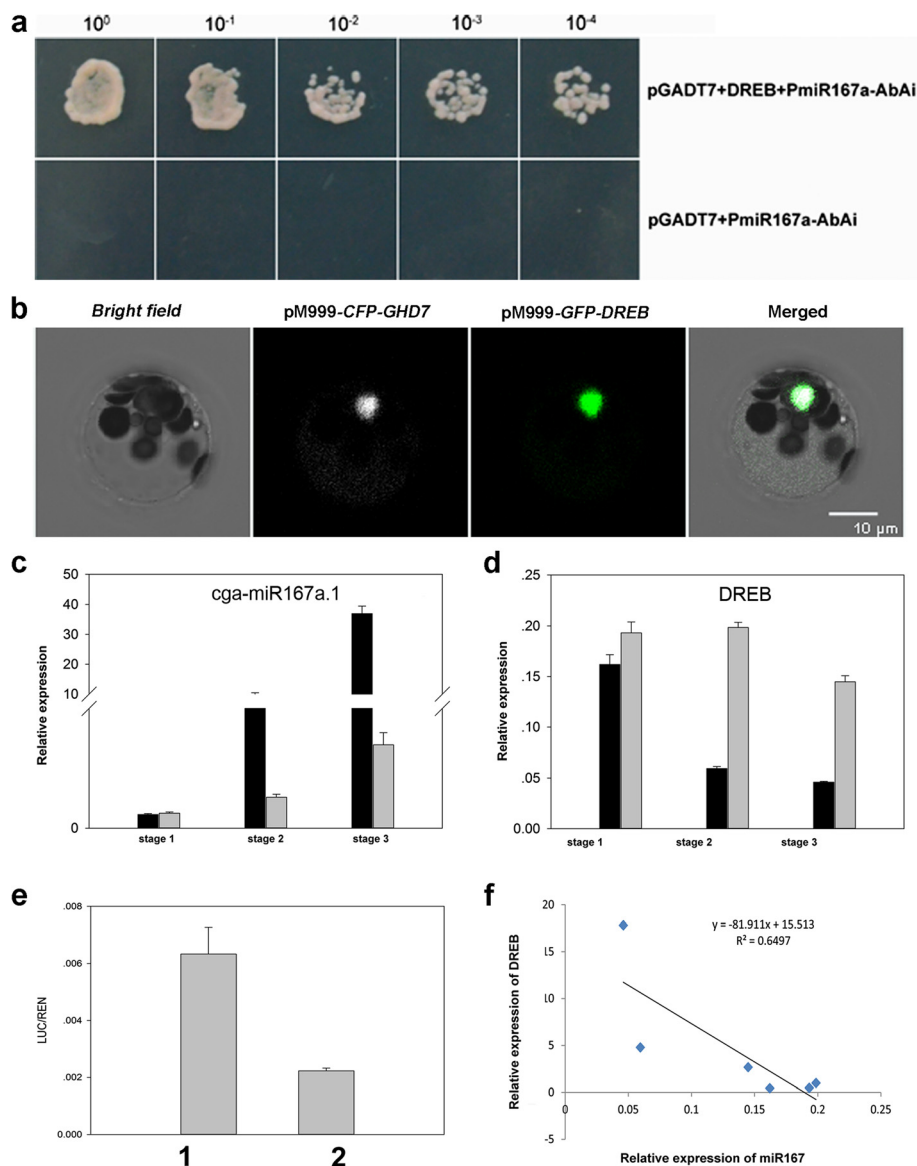 a
10⁰ 10⁻¹ 10⁻² 10⁻³ 10⁻⁴
pGADT7+DREB+PmiR167a-AbAi
pGADT7+PmiR167a-AbAi
b
Bright field pM999-CFP-GHD7 pM999-GFP-DREB Merged
10 µm
c
cga-miR167a.1
Relative expression
50
40
30
20
10
0
stage 1 stage 2 stage 3
d
DREB
Relative expression
.25
.20
.15
.10
.05
0.00
stage 1 stage 2 stage 3
e
LUC/REN
.008
.006
.004
.002
0.000
1 2
f
y = -81.911x + 15.513
R² = 0.6497
Relative expression of DREB
20
15
10
5
0
-5
0 0.05 0.1 0.15 0.2 0.25
Relative expression of miR167